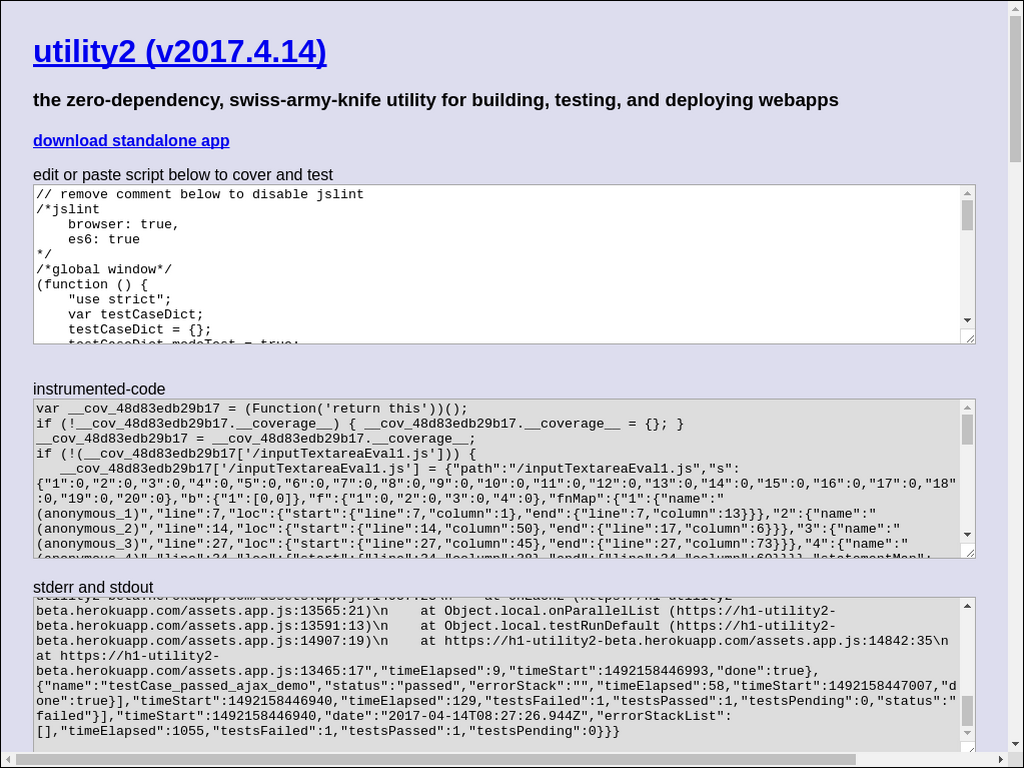 utility2 (v2017.4.14)
the zero-dependency, swiss-army-knife utility for building, testing, and deploying webapps
download standalone app
edit or paste script below to cover and test
// remove comment below to disable jslint
/*jslint
    browser: true,
    es6: true
*/
/*global window*/
(function () {
    "use strict";
    var testCaseDict;
    testCaseDict = {};
    testCaseDict.modeTest = true;
instrumented-code
var __cov_48d83edb29b17 = (Function('return this'))();
if (!__cov_48d83edb29b17.__coverage__) { __cov_48d83edb29b17.__coverage__ = {}; }
__cov_48d83edb29b17 = __cov_48d83edb29b17.__coverage__;
if (!(__cov_48d83edb29b17['/inputTextareaEval1.js'])) {
   __cov_48d83edb29b17['/inputTextareaEval1.js'] = {"path":"/inputTextareaEval1.js","s":
{"1":0,"2":0,"3":0,"4":0,"5":0,"6":0,"7":0,"8":0,"9":0,"10":0,"11":0,"12":0,"13":0,"14":0,"15":0,"16":0,"17":0,"18"
:0,"19":0,"20":0},"b":{"1":[0,0]},"f":{"1":0,"2":0,"3":0,"4":0},"fnMap":{"1":{"name":"
(anonymous_1)","line":7,"loc":{"start":{"line":7,"column":1},"end":{"line":7,"column":13}}},"2":{"name":"
(anonymous_2)","line":14,"loc":{"start":{"line":14,"column":50},"end":{"line":17,"column":6}}},"3":{"name":"
(anonymous_3)","line":27,"loc":{"start":{"line":27,"column":45},"end":{"line":27,"column":73}}},"4":{"name":"
stderr and stdout
beta.herokuapp.com/assets.app.js:13565:21)\n    at Object.local.onParallelList (https://h1-utility2-
beta.herokuapp.com/assets.app.js:13591:13)\n    at Object.local.testRunDefault (https://h1-utility2-
beta.herokuapp.com/assets.app.js:14907:19)\n    at https://h1-utility2-beta.herokuapp.com/assets.app.js:14842:35\n
at https://h1-utility2-
beta.herokuapp.com/assets.app.js:13465:17","timeElapsed":9,"timeStart":1492158446993,"done":true},
{"name":"testCase_passed_ajax_demo","status":"passed","errorStack":"","timeElapsed":58,"timeStart":1492158447007,"d
one":true}],"timeStart":1492158446940,"timeElapsed":129,"testsFailed":1,"testsPassed":1,"testsPending":0,"status":"
failed"}],"timeStart":1492158446940,"date":"2017-04-14T08:27:26.944Z","errorStackList":
[],"timeElapsed":1055,"testsFailed":1,"testsPassed":1,"testsPending":0}}}